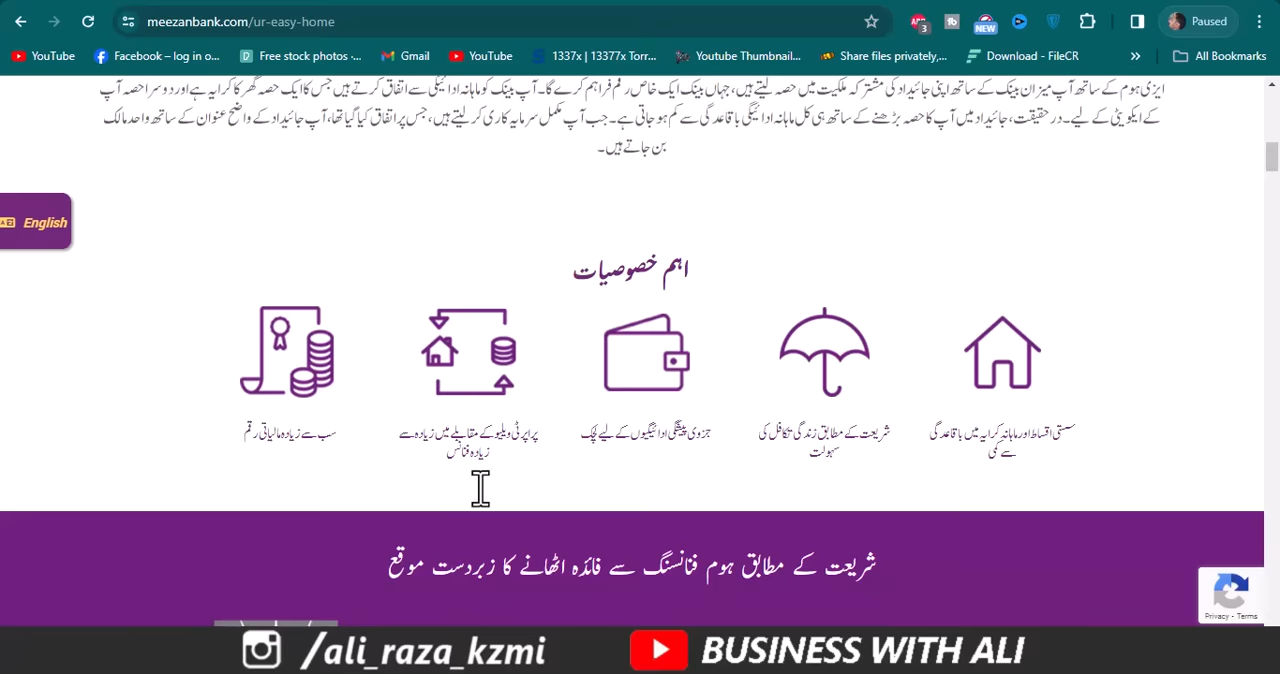 meezanbank.com/ur-easy-home
Paused
YouTube
Facebook – log in o...
Free stock photos -...
Gmail
YouTube
1337x | 13377x Torr...
Youtube Thumbnail...
Share files privately,...
Download - FileCR
»
All Bookmarks
3
NEW
ایزی ہوم کے ساتھ آپ میزان بینک کے ساتھ اپنی جائیداد کی مشترکہ ملکیت میں حصہ لیتے ہیں، جہاں بینک ایک خاص رقم فراہم کرے گا۔ آپ بینک کو ماہانہ ادائیگی سے اتفاق کرتے ہیں جس کا ایک حصہ گھر کا کرایہ ہے اور دوسرا حصہ آپ
کے ایکویٹی کے لیے۔ در حقیقت، جائیداد میں آپ کا حصہ بڑھنے کے ساتھ ہی کل ماہانہ ادائیگی باقاعدگی سے کم ہو جاتی ہے۔ جب آپ مکمل سرمایہ کاری کر لیتے ہیں، جس پر اتفاق کیا گیا تھا، آپ جائیداد کے واضح عنوان کے ساتھ واحد مالک
بن جاتے ہیں۔
English
اہم خصوصیات
سستی اقساط اور ماہانہ کرایہ میں باقاعدگی
سے کمی
شریعت کے مطابق زندگی تکافل کی
سہولت
جزوی پیشگی ادائیگیوں کے لیے لچک
پراپرٹی ویلیو کے مقابلے میں زیادہ سے
زیادہ فنانس
سب سے زیادہ مالیاتی رقم
شریعت کے مطابق ہوم فنانسنگ سے فائدہ اٹھانے کا زبردست موقع
Privacy - Terms
/ali_raza_kzmi
BUSINESS WITH ALI